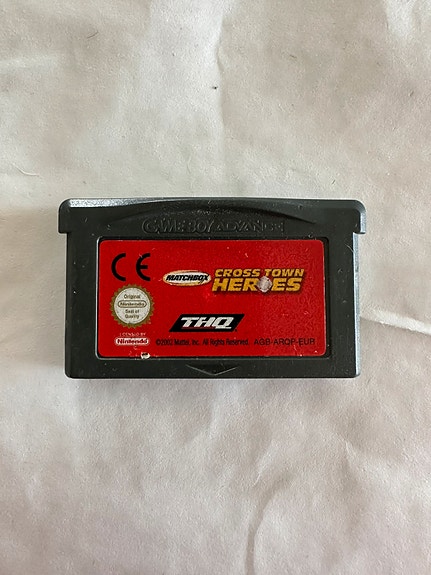 GAME BOY ADVANCE
CE
MATCHBOX
CROSS TOWN
HEROES
Original
Nintendo
Seal of
Quality
THQ
LICENSED BY
Nintendo
©2002 Mattel, Inc. All Rights Reserved. AGB-AROP-EUR